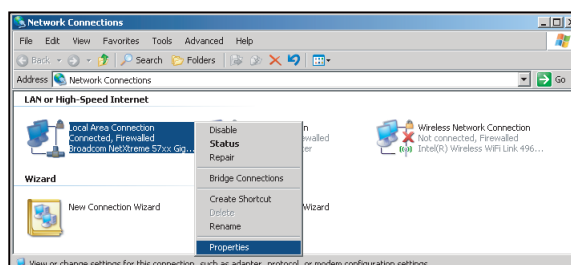 Network Connections
File Edit View Favorites Tools Advanced Help
Back Search Folders
Address Network Connections Go
LAN or High-Speed Internet
Local Area Connection
Connected, Firewalled
Broadcom NetXtreme 57xx Gig...
Wireless Network Connection
Not connected, Firewalled
Intel(R) Wireless WiFi Link 496...
Disable
Status
Repair
Bridge Connections
Create Shortcut
Delete
Rename
Properties
Wizard
New Connection Wizard
Wizard
View or change settings for this connection, such as adapter, protocol, or modem configuration settings.